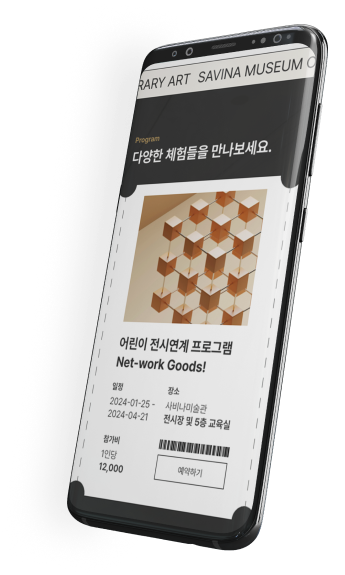 RARY ART SAVINA MUSEUM
Program
다양한 체험들을 만나보세요.
어린이 전시연계 프로그램
Net-work Goods!
일정
2024-01-25 -
2024-04-21
장소
사비나미술관
전시장 및 5층 교육실
참가비
1인당
12,000
예약하기